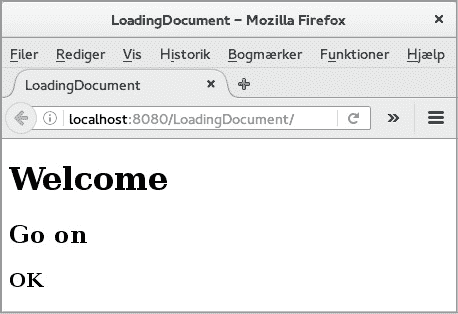 LoadingDocument – Mozilla Firefox
Filer Rediger Vis Historik Bogmærker Funktioner Hjælp
LoadingDocument
localhost:8080/LoadingDocument/
Welcome
Go on
OK